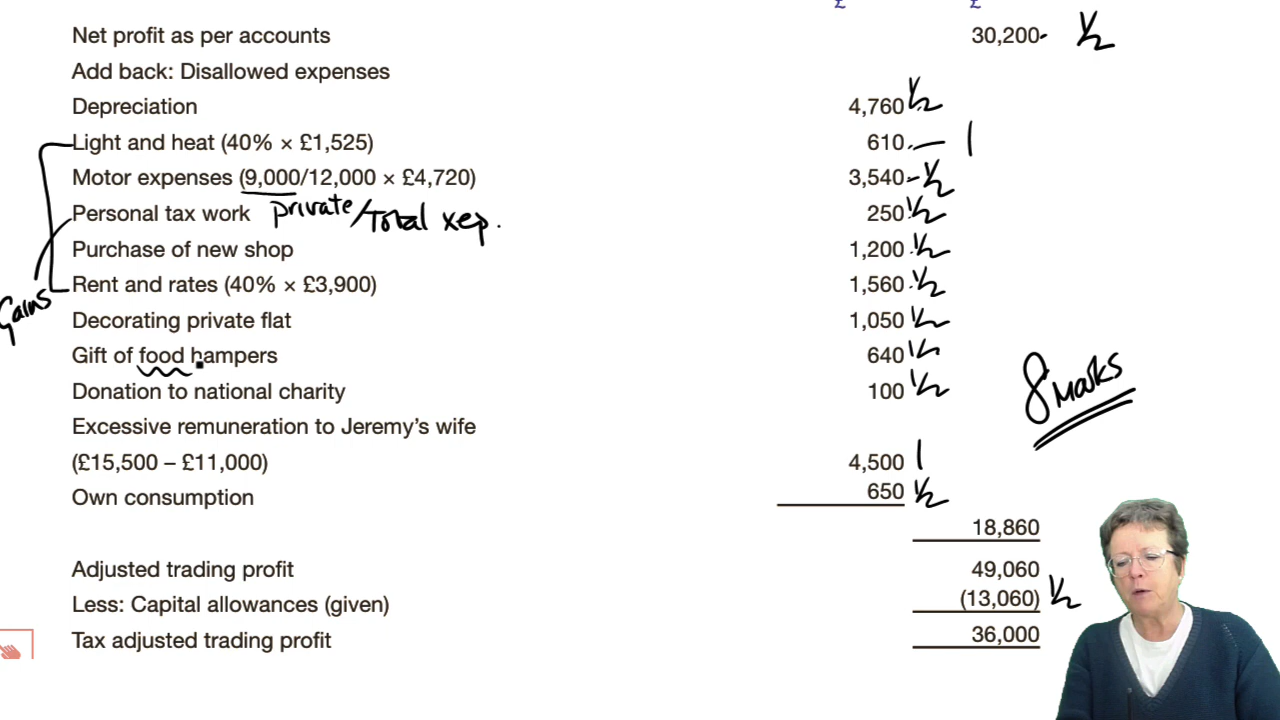 £ £
Net profit as per accounts 30,200 1/2
Add back: Disallowed expenses
Depreciation 4,760 1/2
Light and heat (40% × £1,525) 610 1
Motor expenses (9,000/12,000 × £4,720) 3,540 1/2
Personal tax work private/Total xep. 250 1/2
Purchase of new shop 1,200 1/2
Rent and rates (40% × £3,900) 1,560 1/2
Gains
Decorating private flat 1,050 1/2
Gift of food hampers 640 1/2
Donation to national charity 100 1/2
8 marks
Excessive remuneration to Jeremy’s wife
(£15,500 – £11,000) 4,500 1
Own consumption 650 1/2
18,860
Adjusted trading profit 49,060
Less: Capital allowances (given) (13,060) 1/2
Tax adjusted trading profit 36,000